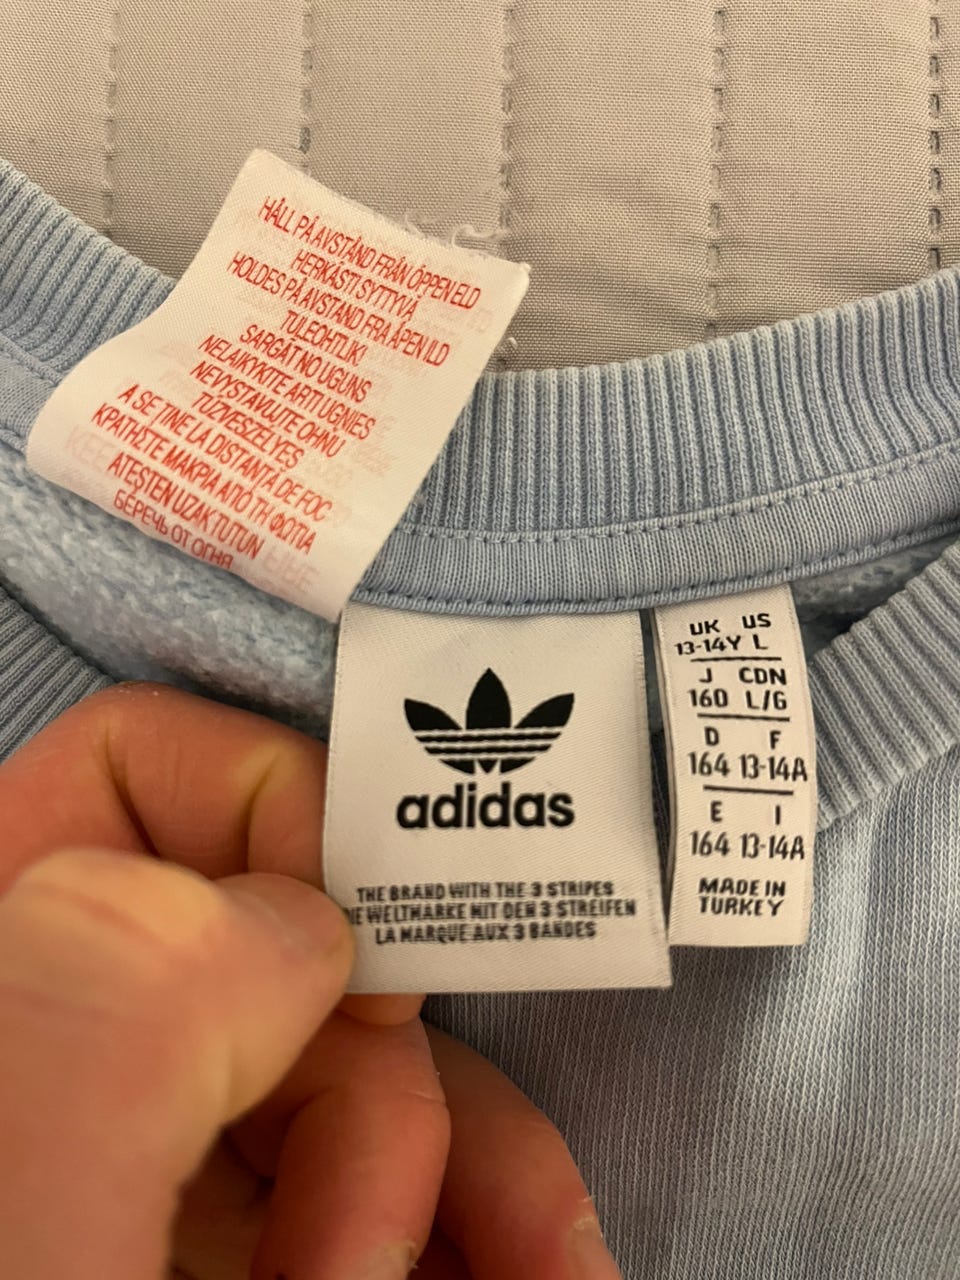 HÅLL PÅ AVSTÅND FRÅN ÖPPEN ELD
HERKÄSTI SYTTYVÄ
HOLDES PÅ AVSTAND FRA ÅPEN ILD
TULEOHTLIK!
SARGĀT NO UGUNS
NELAIKYKITE ARTI UGNIES
NEVYSTAVUJTE OHNU
TŰZVESZÉLYES
A SE ŢINE LA DISTANŢĂ DE FOC
ΚΡΑΤΗΣΤΕ ΜΑΚΡΙΑ ΑΠΟ ΤΗ ΦΩΤΙΑ
ATEŞTEN UZAK TUTUN
БЕРЕЧЬ ОТ ОГНЯ
adidas
THE BRAND WITH THE 3 STRIPES
DIE WELTMARKE MIT DEN 3 STREIFEN
LA MARQUE AUX 3 BANDES
UK US
13-14Y L
J CDN
160 L/G
D F
164 13-14A
E I
164 13-14A
MADE IN
TURKEY